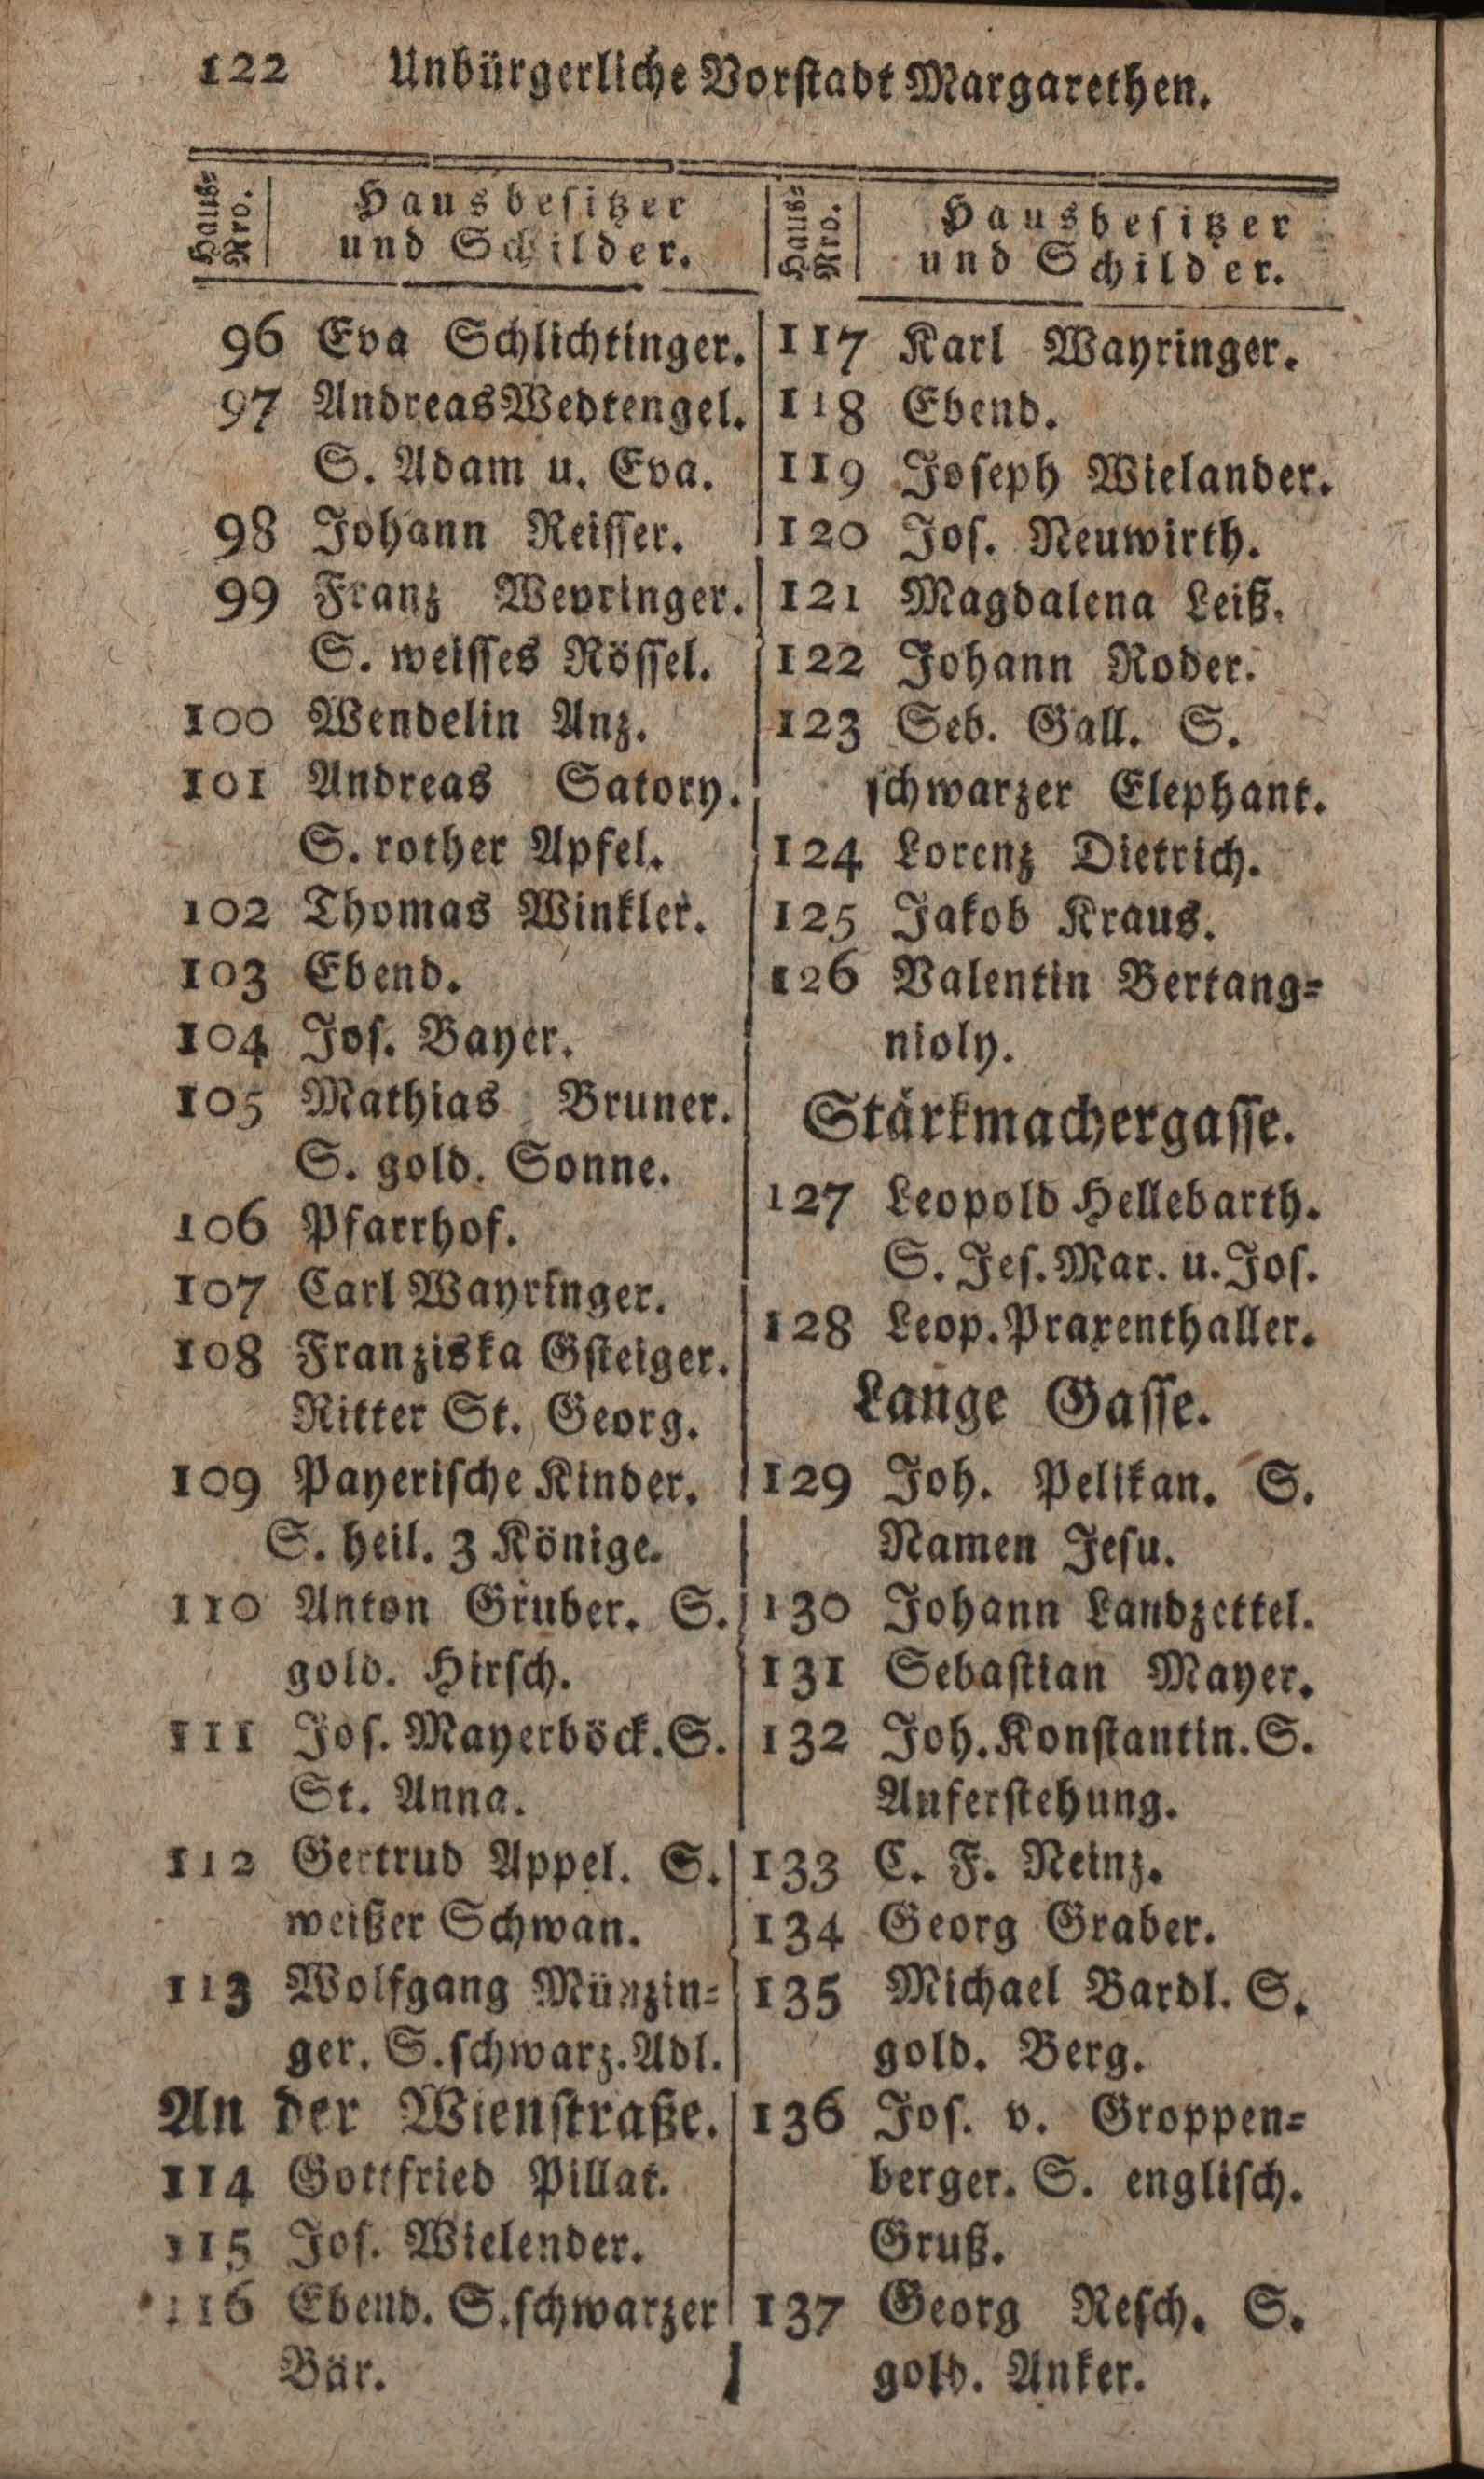 122 Unbürgerliche Vorstadt Margarethen.
Haus-
Nro.
Hausbesitzer
und Schilder.
96 Eva Schlichtinger.
97 Andreas Wedtengel.
S. Adam u. Eva.
98 Johann Reisser.
99 Franz Weyringer.
S. weisses Rössel.
100 Wendelin Anz.
101 Andreas Satory.
S. rother Apfel.
102 Thomas Winkler.
103 Ebend.
104 Jos. Bayer.
105 Mathias Bruner.
S. gold. Sonne.
106 Pfarrhof.
107 Carl Wayringer.
108 Franziska Gsteiger.
Ritter St. Georg.
109 Payerische Kinder.
S. heil. 3 Könige.
110 Anton Gruber. S.
gold. Hirsch.
111 Jos. Mayerböck. S.
St. Anna.
112 Gertrud Appel. S.
weißer Schwan.
113 Wolfgang Münzin-
ger. S. schwarz. Adl.
An der Wienstraße.
114 Gottfried Pillat.
115 Jos. Wielender.
116 Ebend. S. schwarzer
Bär.
Haus-
Nro.
Hausbesitzer
und Schilder.
117 Karl Wayringer.
118 Ebend.
119 Joseph Wielander.
120 Jos. Neuwirth.
121 Magdalena Leiß.
122 Johann Roder.
123 Seb. Gall. S.
schwarzer Elephant.
124 Lorenz Dietrich.
125 Jakob Kraus.
126 Valentin Bertang-
nioly.
Stärkmachergasse.
127 Leopold Hellebarth.
S. Jes. Mar. u. Jos.
128 Leop. Praxenthaller.
Lange Gasse.
129 Joh. Pelikan. S.
Namen Jesu.
130 Johann Landzettel.
131 Sebastian Mayer.
132 Joh. Konstantin. S.
Auferstehung.
133 C. F. Neinz.
134 Georg Graber.
135 Michael Bardl. S.
gold. Berg.
136 Jos. v. Groppen-
berger. S. englisch.
Gruß.
137 Georg Resch. S.
gold. Anker.